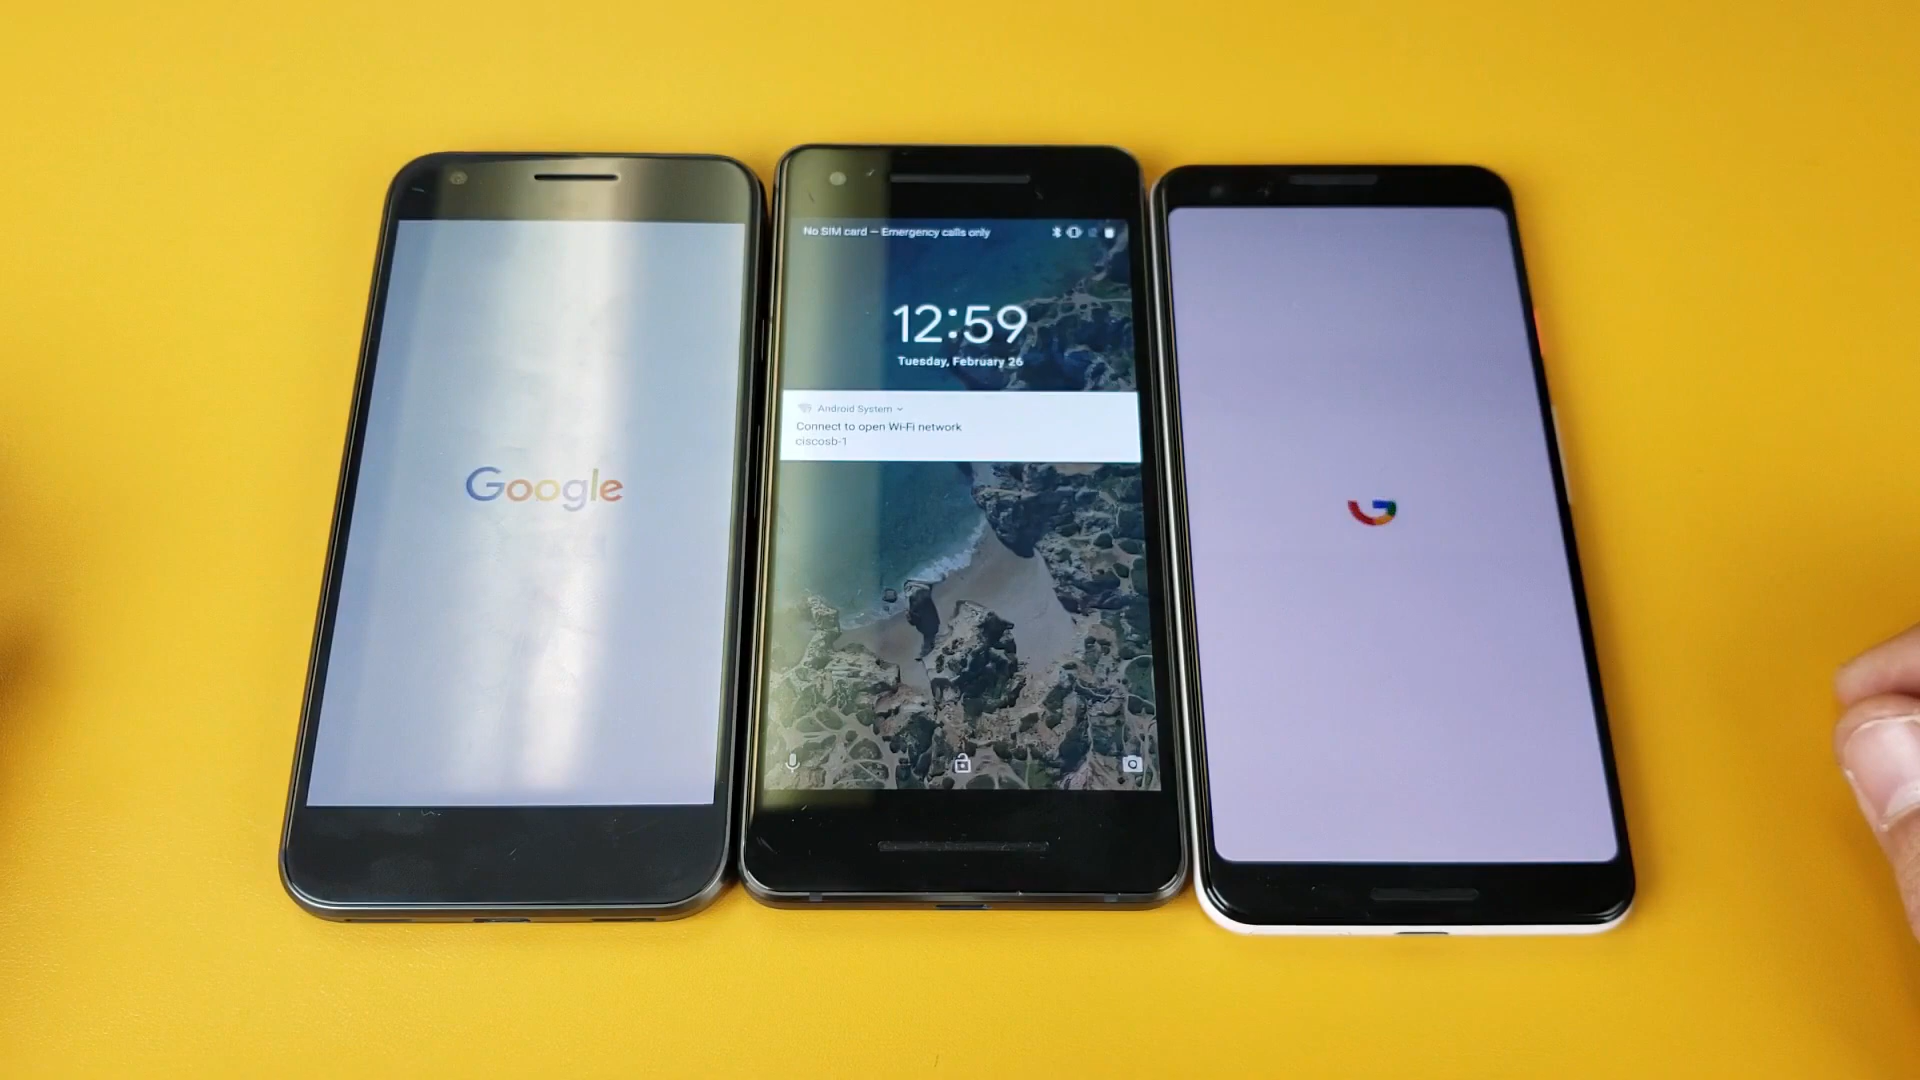 Google
No SIM card — Emergency calls only
12:59
Tuesday, February 26
Android System
Connect to open Wi-Fi network
ciscosb-1
G